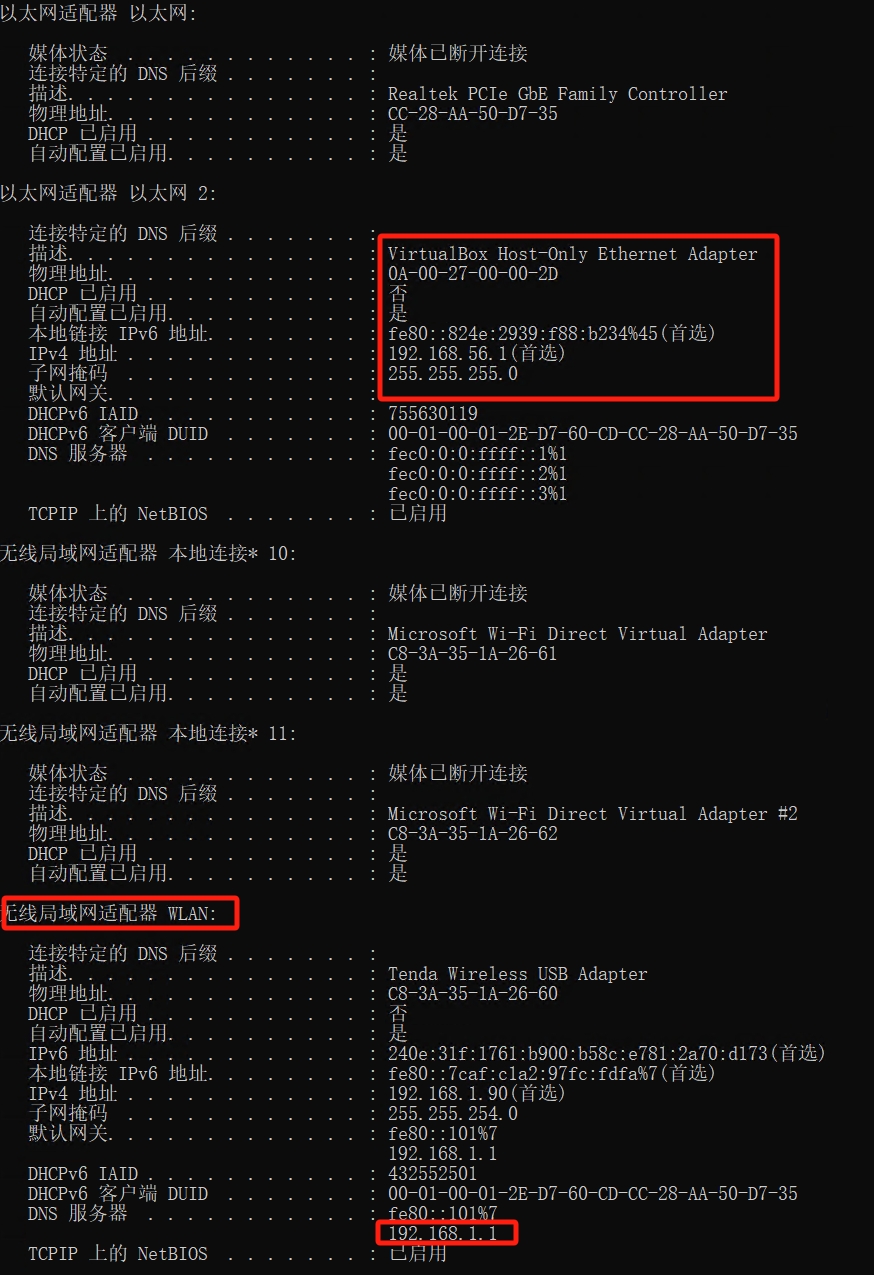 以太网适配器 以太网:
媒体状态 . . . . . . . . . . . . : 媒体已断开连接
连接特定的 DNS 后缀 . . . . . . . :
描述. . . . . . . . . . . . . . . : Realtek PCIe GbE Family Controller
物理地址. . . . . . . . . . . . . : CC-28-AA-50-D7-35
DHCP 已启用 . . . . . . . . . . . : 是
自动配置已启用. . . . . . . . . . : 是
以太网适配器 以太网 2:
连接特定的 DNS 后缀 . . . . . . . :
描述. . . . . . . . . . . . . . . : VirtualBox Host-Only Ethernet Adapter
物理地址. . . . . . . . . . . . . : 0A-00-27-00-00-2D
DHCP 已启用 . . . . . . . . . . . : 否
自动配置已启用. . . . . . . . . . : 是
本地链接 IPv6 地址. . . . . . . . : fe80::824e:2939:f88:b234%45(首选)
IPv4 地址 . . . . . . . . . . . . : 192.168.56.1(首选)
子网掩码 . . . . . . . . . . . . : 255.255.255.0
默认网关. . . . . . . . . . . . . :
DHCPv6 IAID . . . . . . . . . . . : 755630119
DHCPv6 客户端 DUID . . . . . . . : 00-01-00-01-2E-D7-60-CD-CC-28-AA-50-D7-35
DNS 服务器 . . . . . . . . . . . : fec0:0:0:ffff::1%1
fec0:0:0:ffff::2%1
fec0:0:0:ffff::3%1
TCPIP 上的 NetBIOS . . . . . . . : 已启用
无线局域网适配器 本地连接* 10:
媒体状态 . . . . . . . . . . . . : 媒体已断开连接
连接特定的 DNS 后缀 . . . . . . . :
描述. . . . . . . . . . . . . . . : Microsoft Wi-Fi Direct Virtual Adapter
物理地址. . . . . . . . . . . . . : C8-3A-35-1A-26-61
DHCP 已启用 . . . . . . . . . . . : 是
自动配置已启用. . . . . . . . . . : 是
无线局域网适配器 本地连接* 11:
媒体状态 . . . . . . . . . . . . : 媒体已断开连接
连接特定的 DNS 后缀 . . . . . . . :
描述. . . . . . . . . . . . . . . : Microsoft Wi-Fi Direct Virtual Adapter #2
物理地址. . . . . . . . . . . . . : C8-3A-35-1A-26-62
DHCP 已启用 . . . . . . . . . . . : 是
自动配置已启用. . . . . . . . . . : 是
无线局域网适配器 WLAN:
连接特定的 DNS 后缀 . . . . . . . :
描述. . . . . . . . . . . . . . . : Tenda Wireless USB Adapter
物理地址. . . . . . . . . . . . . : C8-3A-35-1A-26-60
DHCP 已启用 . . . . . . . . . . . : 否
自动配置已启用. . . . . . . . . . : 是
IPv6 地址 . . . . . . . . . . . . : 240e:31f:1761:b900:b58c:e781:2a70:d173(首选)
本地链接 IPv6 地址. . . . . . . . : fe80::7caf:c1a2:97fc:fdfa%7(首选)
IPv4 地址 . . . . . . . . . . . . : 192.168.1.90(首选)
子网掩码 . . . . . . . . . . . . : 255.255.254.0
默认网关. . . . . . . . . . . . . : fe80::101%7
192.168.1.1
DHCPv6 IAID . . . . . . . . . . . : 432552501
DHCPv6 客户端 DUID . . . . . . . : 00-01-00-01-2E-D7-60-CD-CC-28-AA-50-D7-35
DNS 服务器 . . . . . . . . . . . : fe80::101%7
192.168.1.1
TCPIP 上的 NetBIOS . . . . . . . : 已启用